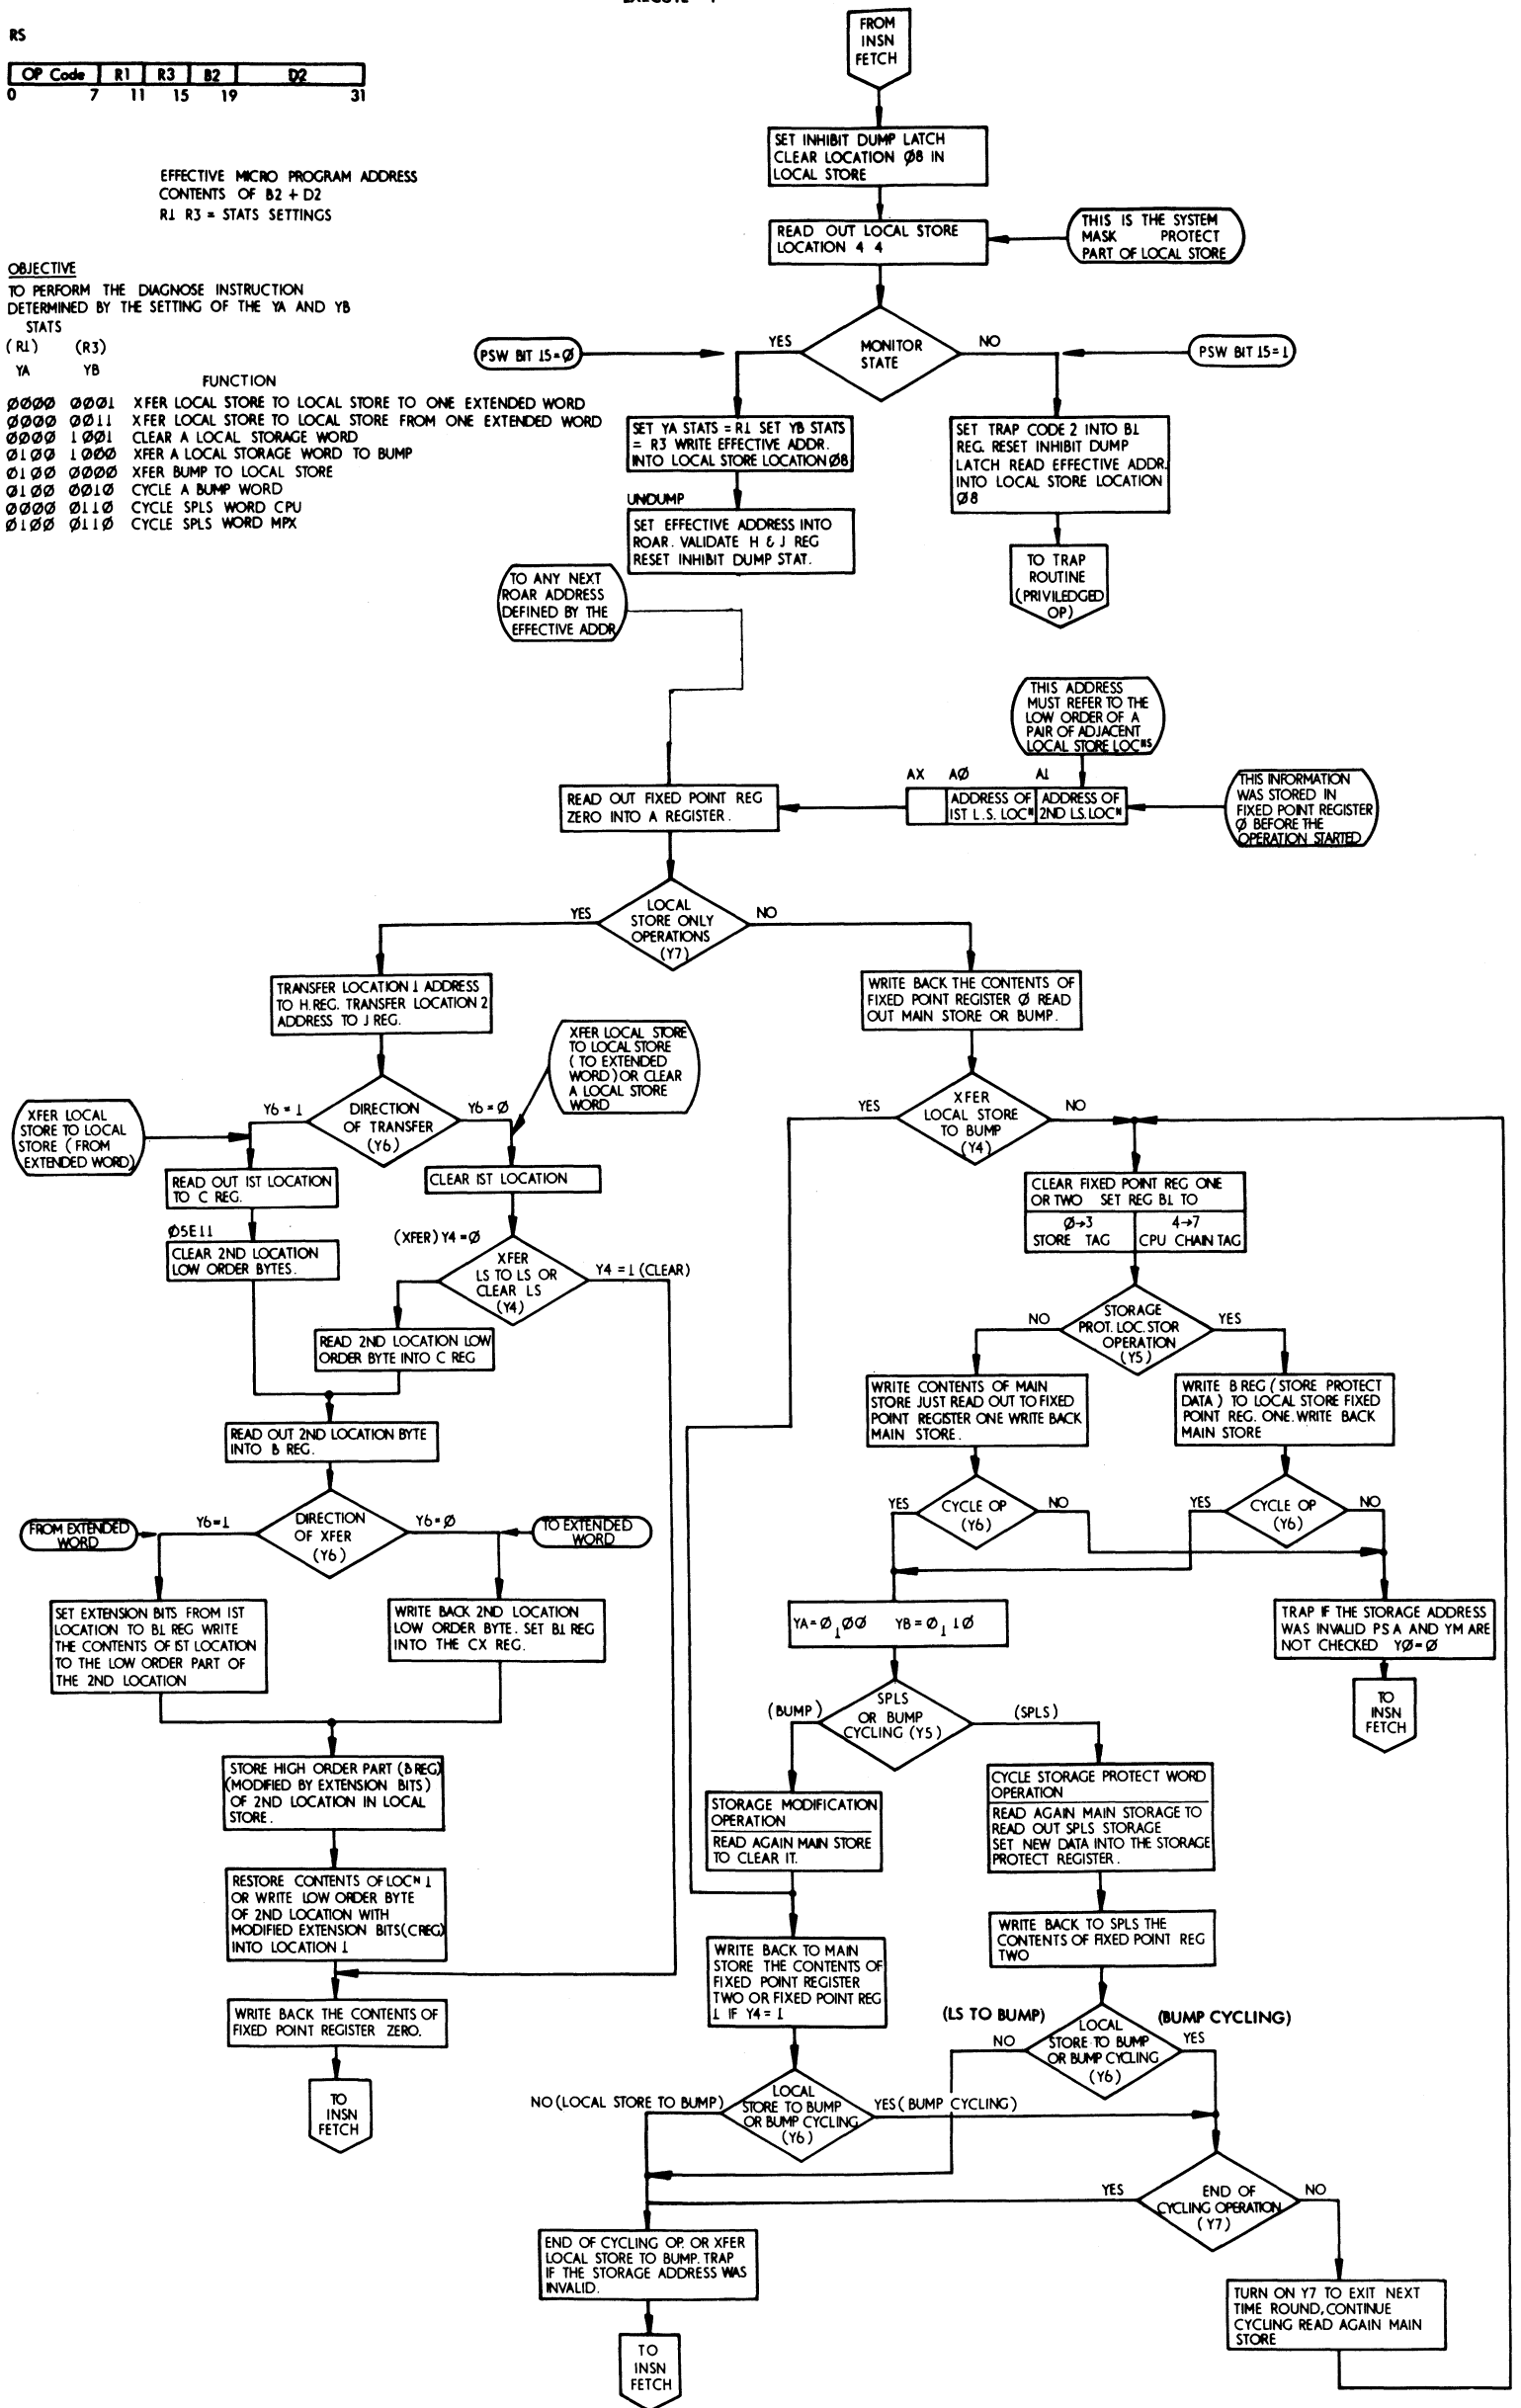 RS
OP Code R1 R3 B2 D2
0 7 11 15 19 31
EFFECTIVE MICRO PROGRAM ADDRESS
CONTENTS OF B2 + D2
R1 R3 = STATS SETTINGS
OBJECTIVE
TO PERFORM THE DIAGNOSE INSTRUCTION
DETERMINED BY THE SETTING OF THE YA AND YB
STATS
(R1) (R3)
YA YB
FUNCTION
ØØØØ ØØØ1 XFER LOCAL STORE TO LOCAL STORE TO ONE EXTENDED WORD
ØØØØ ØØ11 XFER LOCAL STORE TO LOCAL STORE FROM ONE EXTENDED WORD
ØØØØ 1ØØ1 CLEAR A LOCAL STORAGE WORD
Ø1ØØ 1ØØØ XFER A LOCAL STORAGE WORD TO BUMP
Ø1ØØ ØØØØ XFER BUMP TO LOCAL STORE
Ø1ØØ ØØ1Ø CYCLE A BUMP WORD
ØØØØ Ø11Ø CYCLE SPLS WORD CPU
Ø1ØØ Ø11Ø CYCLE SPLS WORD MPX
FROM
INSN
FETCH
SET INHIBIT DUMP LATCH
CLEAR LOCATION Ø8 IN
LOCAL STORE
READ OUT LOCAL STORE
LOCATION 4 4
THIS IS THE SYSTEM
MASK PROTECT
PART OF LOCAL STORE
MONITOR
STATE
YES
NO
PSW BIT 15=Ø
PSW BIT 15=1
SET YA STATS = R1 SET YB STATS
= R3 WRITE EFFECTIVE ADDR.
INTO LOCAL STORE LOCATION Ø8
UNDUMP
SET EFFECTIVE ADDRESS INTO
ROAR. VALIDATE H & J REG
RESET INHIBIT DUMP STAT.
SET TRAP CODE 2 INTO B1
REG. RESET INHIBIT DUMP
LATCH READ EFFECTIVE ADDR.
INTO LOCAL STORE LOCATION
Ø8
TO TRAP
ROUTINE
(PRIVILEDGED
OP)
TO ANY NEXT
ROAR ADDRESS
DEFINED BY THE
EFFECTIVE ADDR
THIS ADDRESS
MUST REFER TO THE
LOW ORDER OF A
PAIR OF ADJACENT
LOCAL STORE LOCNS
AX AØ A1
READ OUT FIXED POINT REG
ZERO INTO A REGISTER.
ADDRESS OF
1ST L.S. LOCN
ADDRESS OF
2ND LS. LOCN
THIS INFORMATION
WAS STORED IN
FIXED POINT REGISTER
Ø BEFORE THE
OPERATION STARTED
LOCAL
STORE ONLY
OPERATIONS
(Y7)
YES
NO
TRANSFER LOCATION 1 ADDRESS
TO H.REG. TRANSFER LOCATION 2
ADDRESS TO J REG.
WRITE BACK THE CONTENTS OF
FIXED POINT REGISTER Ø READ
OUT MAIN STORE OR BUMP.
XFER LOCAL STORE
TO LOCAL STORE
( TO EXTENDED
WORD) OR CLEAR
A LOCAL STORE
WORD
XFER LOCAL
STORE TO LOCAL
STORE ( FROM
EXTENDED WORD)
Y6 = 1
DIRECTION
OF TRANSFER
(Y6)
Y6 = Ø
YES
XFER
LOCAL STORE
TO BUMP
(Y4)
NO
READ OUT 1ST LOCATION
TO C REG.
CLEAR 1ST LOCATION
CLEAR FIXED POINT REG ONE
OR TWO SET REG B1 TO
Ø→3
STORE TAG
4→7
CPU CHAIN TAG
Ø5E11
CLEAR 2ND LOCATION
LOW ORDER BYTES.
(XFER) Y4 = Ø
XFER
LS TO LS OR
CLEAR LS
(Y4)
Y4 = 1 (CLEAR)
READ 2ND LOCATION LOW
ORDER BYTE INTO C REG
NO
STORAGE
PROT. LOC. STOR
OPERATION
(Y5)
YES
WRITE CONTENTS OF MAIN
STORE JUST READ OUT TO FIXED
POINT REGISTER ONE WRITE BACK
MAIN STORE.
WRITE B REG ( STORE PROTECT
DATA ) TO LOCAL STORE FIXED
POINT REG. ONE. WRITE BACK
MAIN STORE
READ OUT 2ND LOCATION BYTE
INTO B REG.
YES
CYCLE OP
(Y6)
NO
YES
CYCLE OP
(Y6)
NO
FROM EXTENDED
WORD
Y6=1
DIRECTION
OF XFER
(Y6)
Y6=Ø
TO EXTENDED
WORD
SET EXTENSION BITS FROM 1ST
LOCATION TO B1 REG WRITE
THE CONTENTS OF 1ST LOCATION
TO THE LOW ORDER PART OF
THE 2ND LOCATION
WRITE BACK 2ND LOCATION
LOW ORDER BYTE. SET B1 REG
INTO THE CX REG.
YA=Ø1ØØ YB=Ø11Ø
TRAP IF THE STORAGE ADDRESS
WAS INVALID PSA AND YM ARE
NOT CHECKED YØ=Ø
TO
INSN
FETCH
(BUMP)
SPLS
OR BUMP
CYCLING (Y5)
(SPLS)
STORE HIGH ORDER PART (B REG)
(MODIFIED BY EXTENSION BITS)
OF 2ND LOCATION IN LOCAL
STORE.
STORAGE MODIFICATION
OPERATION
READ AGAIN MAIN STORE
TO CLEAR IT.
CYCLE STORAGE PROTECT WORD
OPERATION
READ AGAIN MAIN STORAGE TO
READ OUT SPLS STORAGE
SET NEW DATA INTO THE STORAGE
PROTECT REGISTER.
RESTORE CONTENTS OF LOCN 1
OR WRITE LOW ORDER BYTE
OF 2ND LOCATION WITH
MODIFIED EXTENSION BITS(CREG)
INTO LOCATION 1
WRITE BACK TO SPLS THE
CONTENTS OF FIXED POINT REG
TWO
WRITE BACK TO MAIN
STORE THE CONTENTS OF
FIXED POINT REGISTER
TWO OR FIXED POINT REG
1 IF Y4= 1
WRITE BACK THE CONTENTS OF
FIXED POINT REGISTER ZERO.
(LS TO BUMP)
(BUMP CYCLING)
NO
LOCAL
STORE TO BUMP
OR BUMP CYCLING
(Y6)
YES
TO
INSN
FETCH
NO (LOCAL STORE TO BUMP)
LOCAL
STORE TO BUMP
OR BUMP CYCLING
(Y6)
YES ( BUMP CYCLING)
YES
END OF
CYCLING OPERATION
(Y7)
NO
END OF CYCLING OP. OR XFER
LOCAL STORE TO BUMP. TRAP
IF THE STORAGE ADDRESS WAS
INVALID.
TURN ON Y7 TO EXIT NEXT
TIME ROUND, CONTINUE
CYCLING READ AGAIN MAIN
STORE
TO
INSN
FETCH